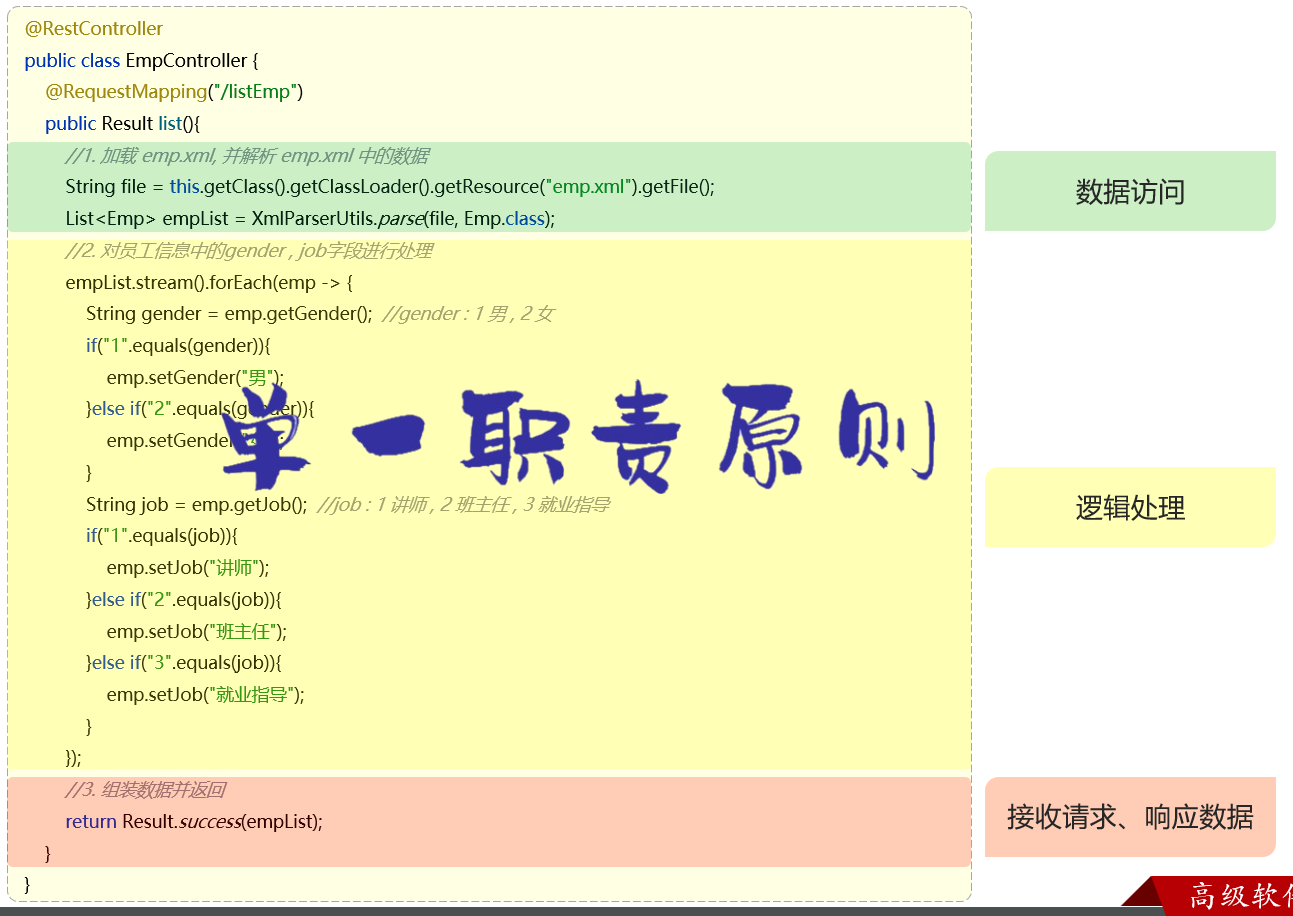 @RestController
public class EmpController {
@RequestMapping("/listEmp")
public Result list(){
//1. 加载 emp.xml, 并解析 emp.xml 中的数据
String file = this.getClass().getClassLoader().getResource("emp.xml").getFile();
List<Emp> empList = XmlParserUtils.parse(file, Emp.class);
数据访问
//2. 对员工信息中的gender , job字段进行处理
empList.stream().forEach(emp -> {
String gender = emp.getGender(); //gender : 1 男 , 2 女
if("1".equals(gender)){
emp.setGender("男");
}else if("2".equals(gender)){
emp.setGender
单一职责原则
}
String job = emp.getJob(); //job : 1 讲师 , 2 班主任 , 3 就业指导
逻辑处理
if("1".equals(job)){
emp.setJob("讲师");
}else if("2".equals(job)){
emp.setJob("班主任");
}else if("3".equals(job)){
emp.setJob("就业指导");
}
});
//3. 组装数据并返回
return Result.success(empList);
接收请求、响应数据
}
}
高级软